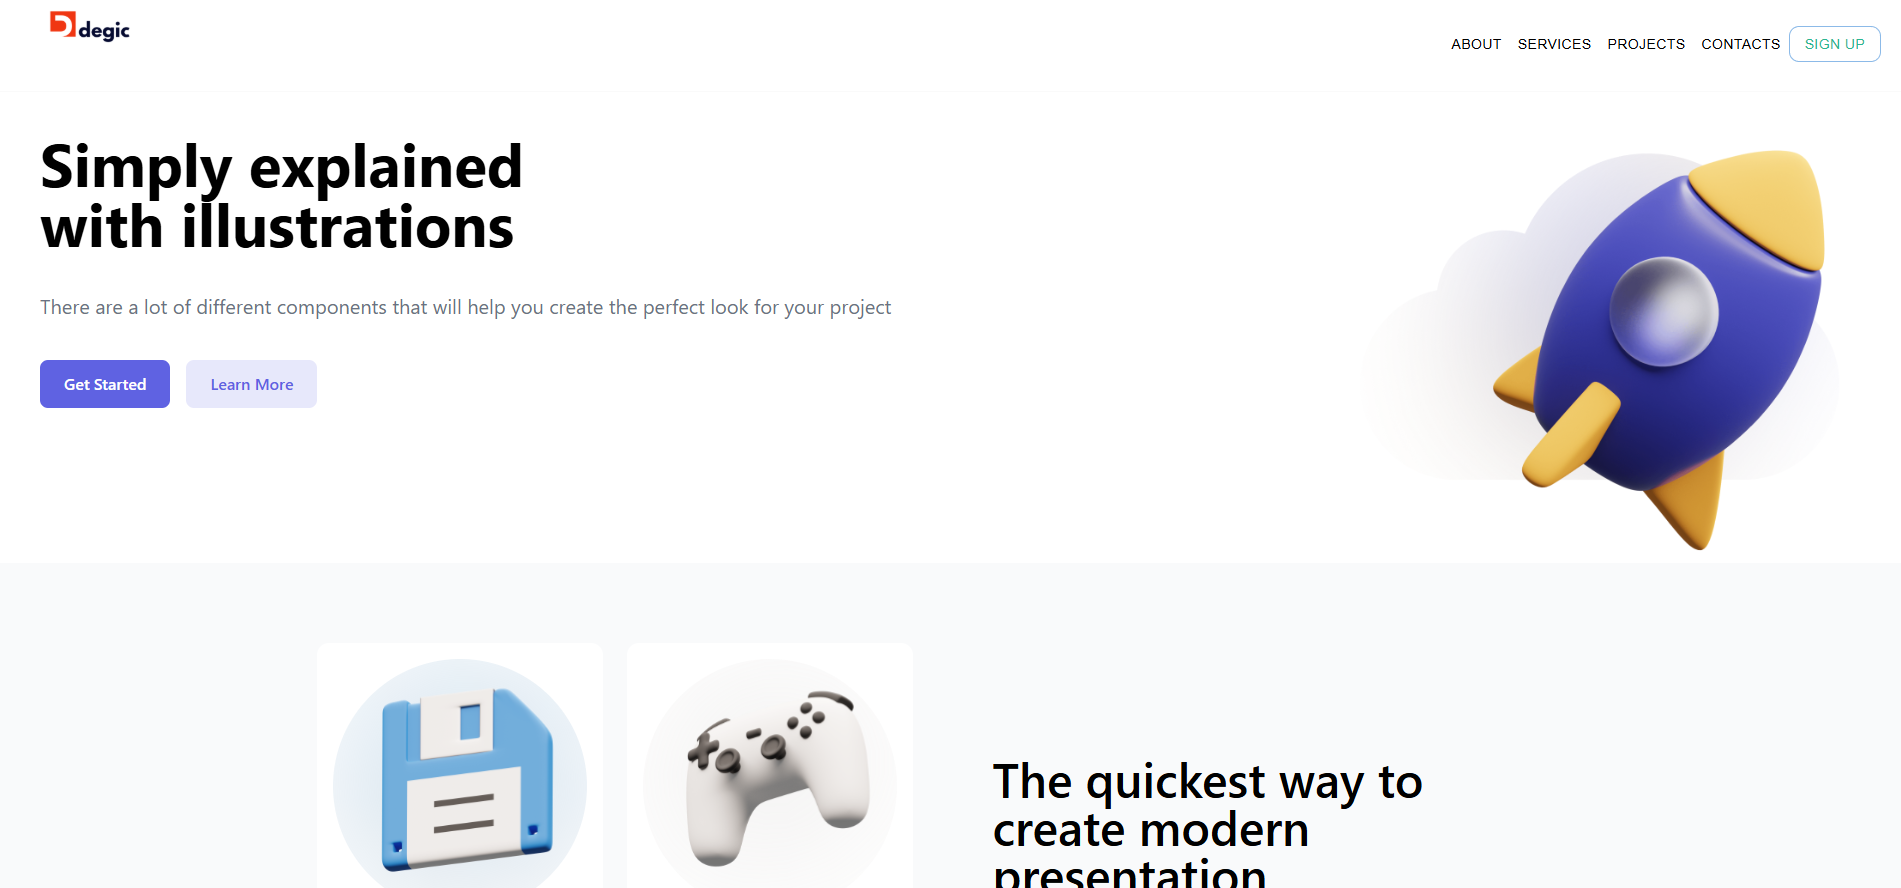 degic
ABOUT SERVICES PROJECTS CONTACTS SIGN UP
Simply explained
with illustrations
There are a lot of different components that will help you create the perfect look for your project
Get Started Learn More
The quickest way to
create modern
presentation